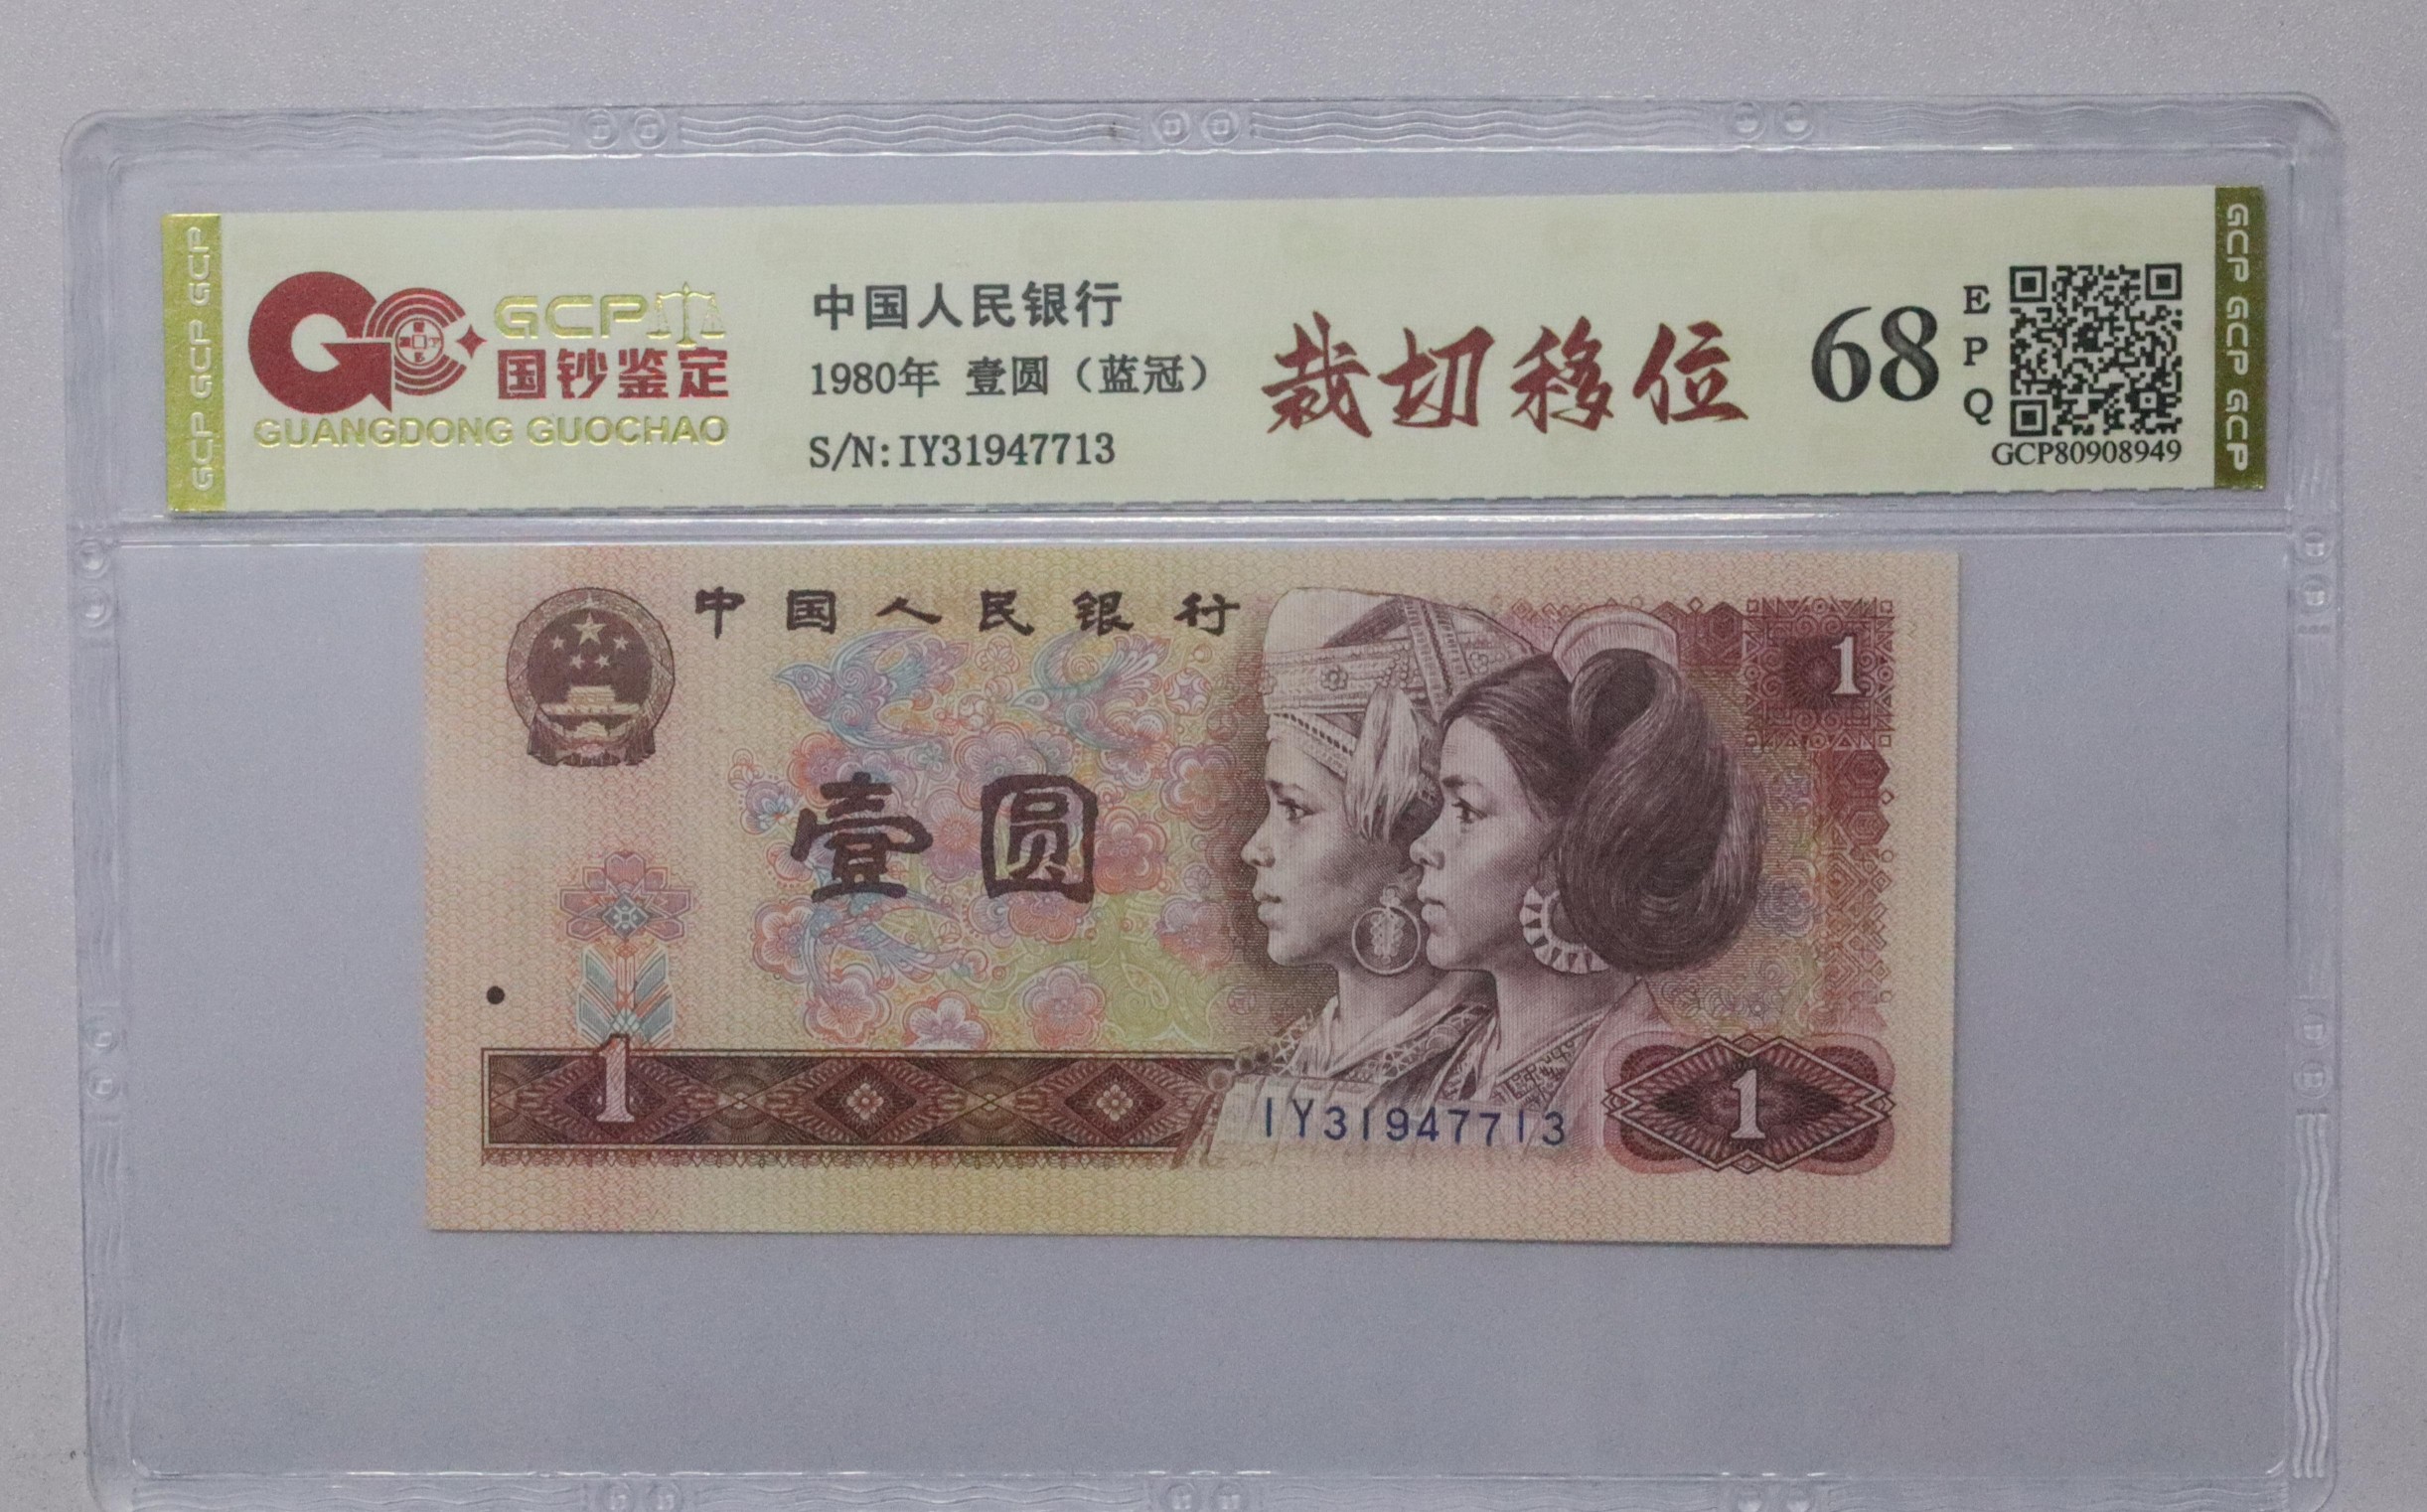 GCP GCP GCP
GCP
国钞鉴定
GUANGDONG GUOCHAO
中国人民银行
1980年 壹圆（蓝冠）
S/N:IY31947713
裁切移位
68
E
P
Q
GCP80908949
GCP GCP GCP
中国人民银行
1
壹圆
1
IY31947713
1